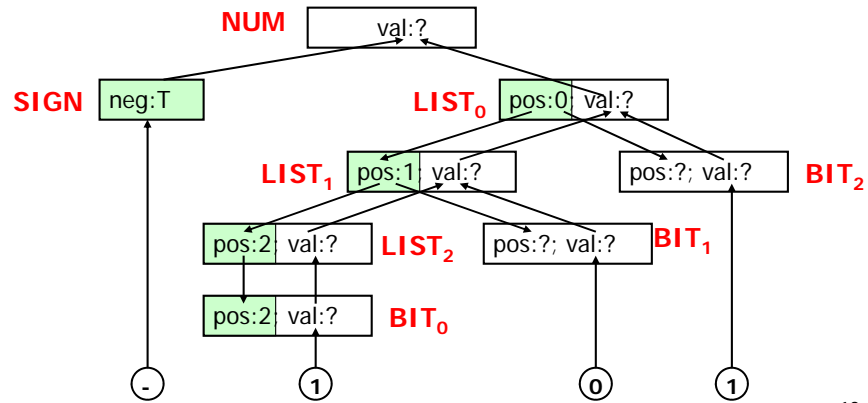 NUM val:?
SIGN neg:T LIST0 pos:0; val:?
LIST1 pos:1; val:? pos:?; val:? BIT2
pos:2; val:? LIST2 pos:?; val:? BIT1
pos:2; val:? BIT0
- 1 0 1